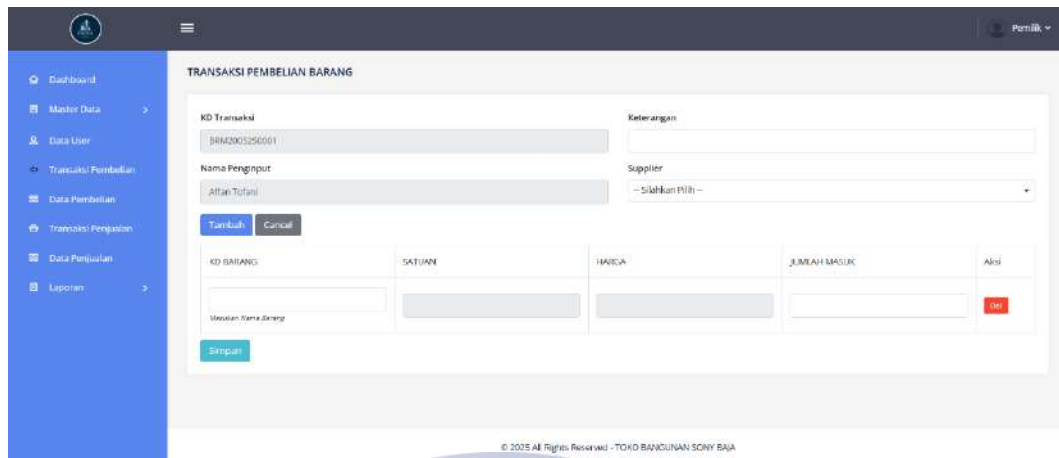 Pemilik
Dashboard
Master Data
Data User
Transaksi Pembelian
Data Pembelian
Transaksi Penjualan
Data Penjualan
Laporan
TRANSAKSI PEMBELIAN BARANG
KD Transaksi
Keterangan
BRM2005250001
Nama Penginput
Supplier
Affan Tofani
-- Silahkan Pilih --
Tambah
Cancel
KD BARANG
SATUAN
HARGA
JUMLAH MASUK
Aksi
Masukan Nama Barang
Del
Simpan
© 2025 All Rights Reserved - TOKO BANGUNAN SONY BAJA